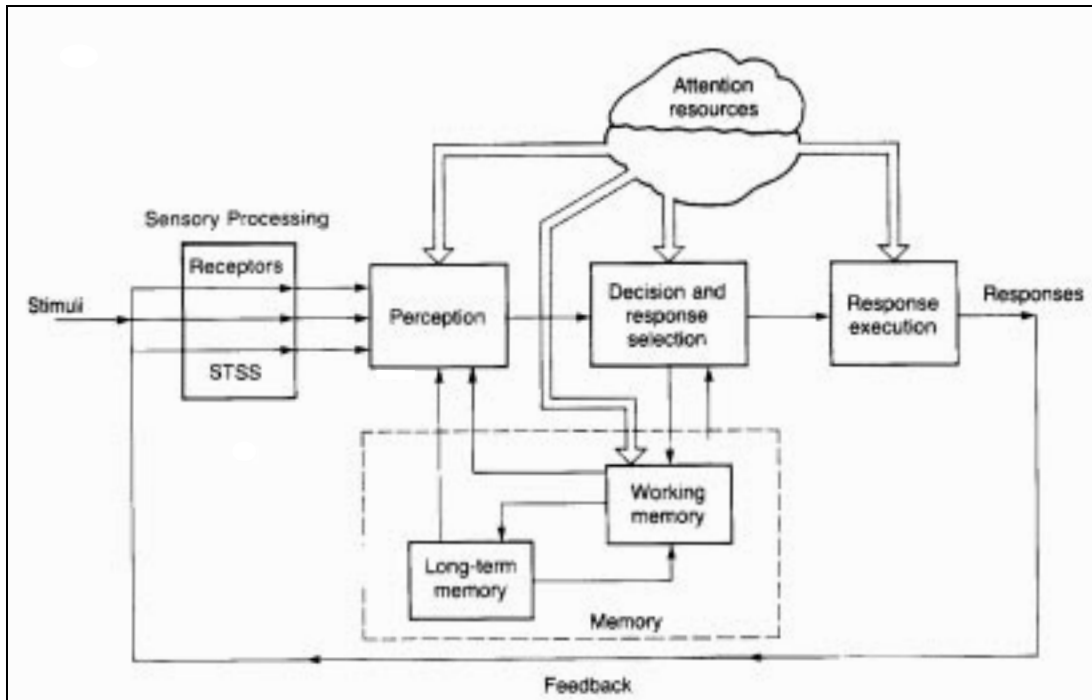 Attention
resources
Sensory Processing
Receptors
Stimuli
STSS
Perception
Decision and
response
selection
Response
execution
Responses
Working
memory
Long-term
memory
Memory
Feedback